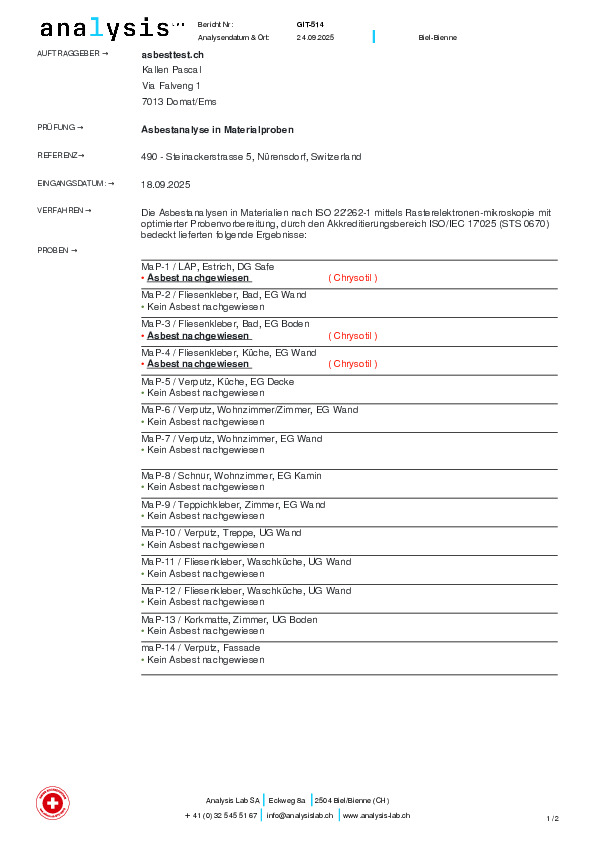 analysis
Bericht Nr: GIT-514
Analysendatum & Ort: 24.09.2025 Biel-Bienne
AUFTRAGGEBER → asbesttest.ch
Kallen Pascal
Via Falveng 1
7013 Domat/Ems
PRÜFUNG → Asbestanalyse in Materialproben
REFERENZ→ 490 - Steinackerstrasse 5, Nürensdorf, Switzerland
EINGANGSDATUM: → 18.09.2025
VERFAHREN → Die Asbestanalysen in Materialien nach ISO 22'262-1 mittels Rasterelektronen-mikroskopie mit
optimierter Probenvorbereitung, durch den Akkreditierungsbereich ISO/IEC 17'025 (STS 0670)
bedeckt lieferten folgende Ergebnisse:
PROBEN →
MaP-1 / LAP, Estrich, DG Safe
• Asbest nachgewiesen ( Chrysotil )
MaP-2 / Fliesenkleber, Bad, EG Wand
• Kein Asbest nachgewiesen
MaP-3 / Fliesenkleber, Bad, EG Boden
• Asbest nachgewiesen ( Chrysotil )
MaP-4 / Fliesenkleber, Küche, EG Wand
• Asbest nachgewiesen ( Chrysotil )
MaP-5 / Verputz, Küche, EG Decke
• Kein Asbest nachgewiesen
MaP-6 / Verputz, Wohnzimmer/Zimmer, EG Wand
• Kein Asbest nachgewiesen
MaP-7 / Verputz, Wohnzimmer, EG Wand
• Kein Asbest nachgewiesen
MaP-8 / Schnur, Wohnzimmer, EG Kamin
• Kein Asbest nachgewiesen
MaP-9 / Teppichkleber, Zimmer, EG Wand
• Kein Asbest nachgewiesen
MaP-10 / Verputz, Treppe, UG Wand
• Kein Asbest nachgewiesen
MaP-11 / Fliesenkleber, Waschküche, UG Wand
• Kein Asbest nachgewiesen
MaP-12 / Fliesenkleber, Waschküche, UG Wand
• Kein Asbest nachgewiesen
MaP-13 / Korkmatte, Zimmer, UG Boden
• Kein Asbest nachgewiesen
maP-14 / Verputz, Fassade
• Kein Asbest nachgewiesen
Analysis Lab SA | Eckweg 8a | 2504 Biel/Bienne (CH)
+ 41 (0) 32 545 51 67 | info@analysislab.ch | www.analysis-lab.ch
1 / 2